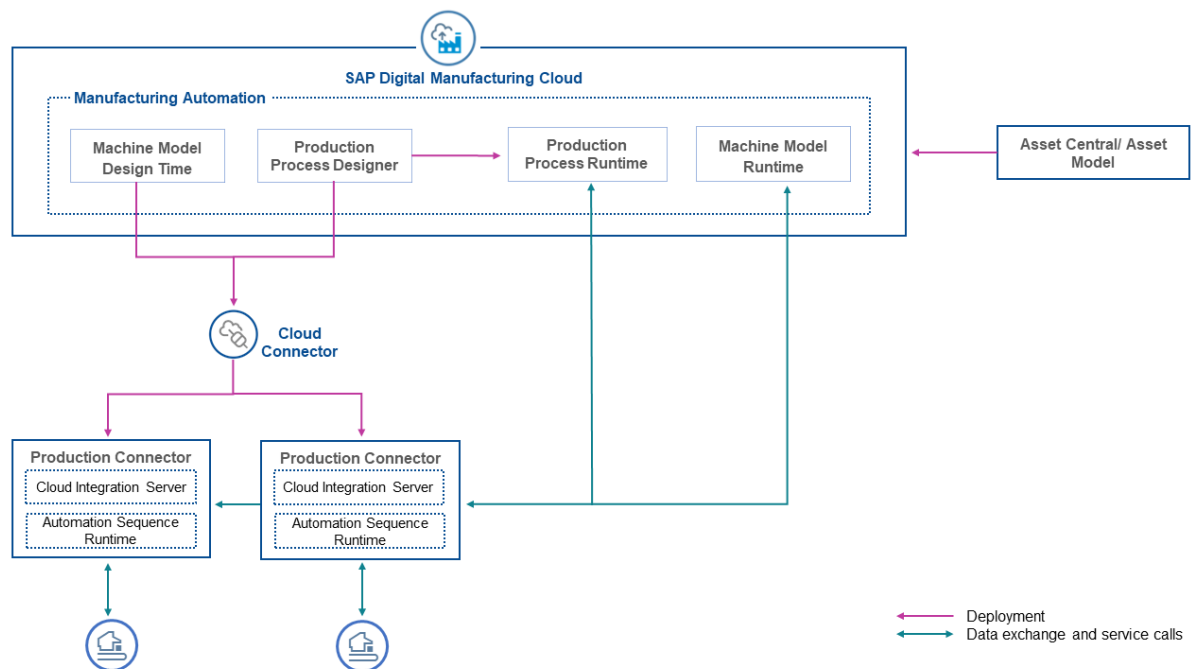 SAP Digital Manufacturing Cloud
Manufacturing Automation
Machine Model
Design Time
Production
Process Designer
Production
Process Runtime
Machine Model
Runtime
Asset Central/ Asset
Model
Cloud
Connector
Production Connector
Cloud Integration Server
Automation Sequence
Runtime
Production Connector
Cloud Integration Server
Automation Sequence
Runtime
Deployment
Data exchange and service calls